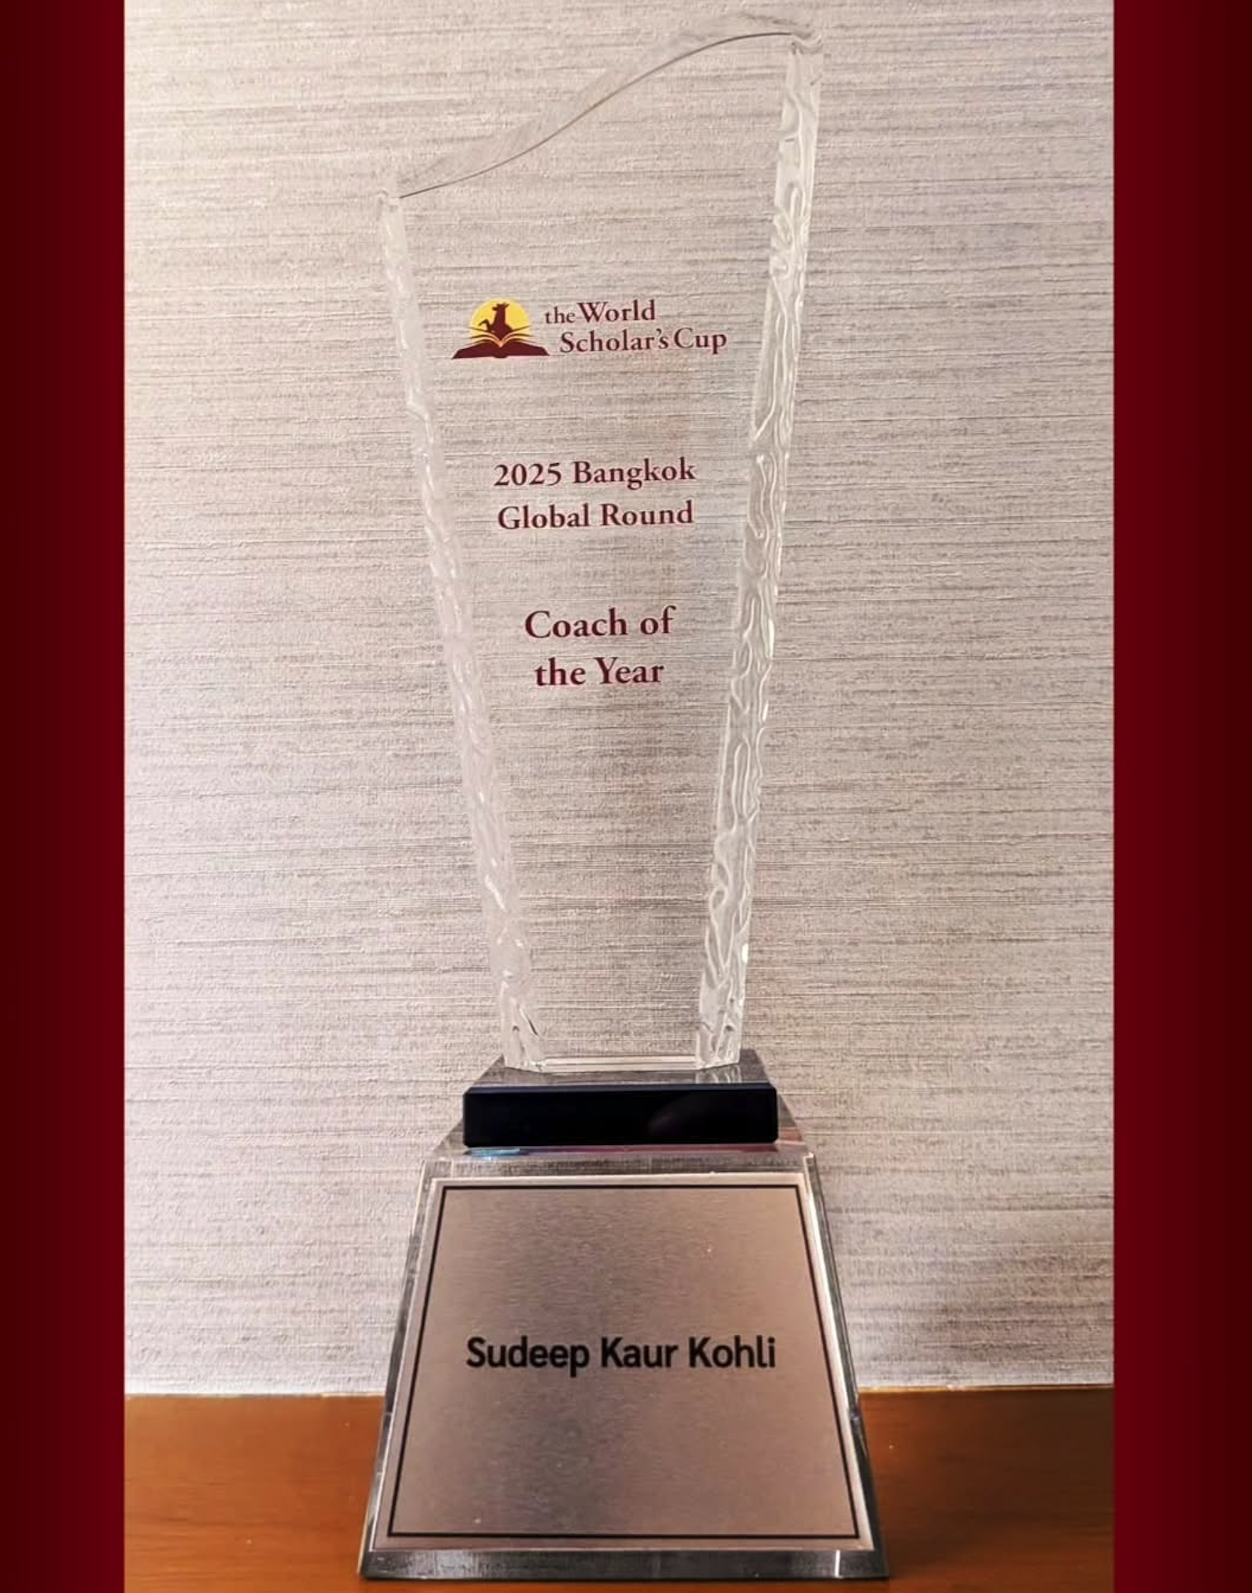 the World
Scholar's Cup
2025 Bangkok
Global Round
Coach of
the Year
Sudeep Kaur Kohli